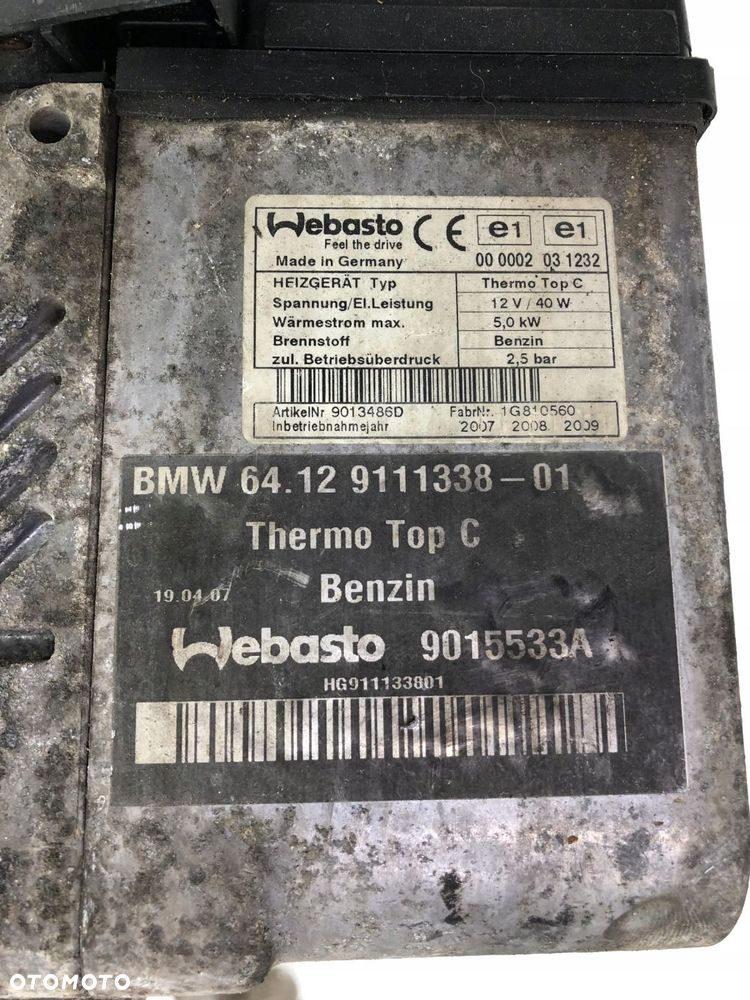 Webasto
Feel the drive
CE e1 e1
Made in Germany 00 0002 03 1232
HEIZGERÄT Typ Thermo Top C
Spannung/El.Leistung 12 V / 40 W
Wärmestrom max. 5,0 kW
Brennstoff Benzin
zul. Betriebsüberdruck 2,5 bar
ArtikelNr 9013486D FabrNr. 1G810560
Inbetriebnahmejahr 2007 2008 2009
BMW 64.12 9111338-01
Thermo Top C
19.04.07 Benzin
Webasto 9015533A
HG911133801
OTOMOTO